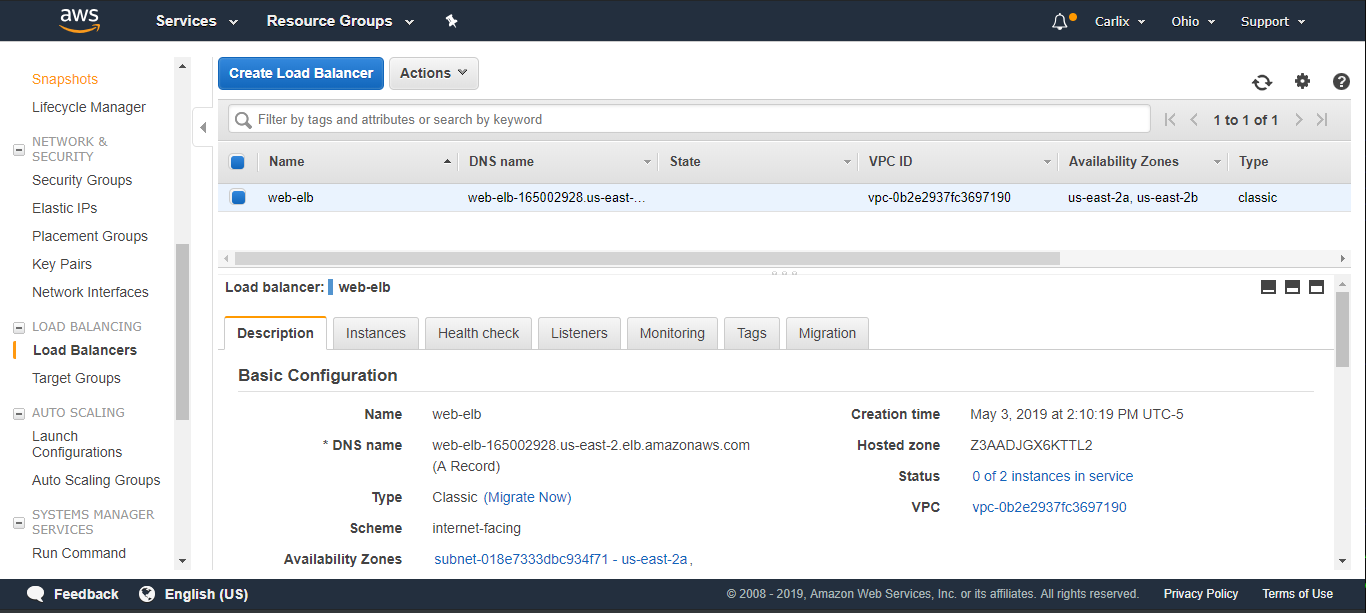 aws Services Resource Groups Carlix Ohio Support
Snapshots
Lifecycle Manager
NETWORK &
SECURITY
Security Groups
Elastic IPs
Placement Groups
Key Pairs
Network Interfaces
LOAD BALANCING
Load Balancers
Target Groups
AUTO SCALING
Launch
Configurations
Auto Scaling Groups
SYSTEMS MANAGER
SERVICES
Run Command
Create Load Balancer Actions
Filter by tags and attributes or search by keyword 1 to 1 of 1
Name DNS name State VPC ID Availability Zones Type
web-elb web-elb-165002928.us-east-... vpc-0b2e2937fc3697190 us-east-2a, us-east-2b classic
Load balancer: web-elb
Description Instances Health check Listeners Monitoring Tags Migration
Basic Configuration
Name web-elb Creation time May 3, 2019 at 2:10:19 PM UTC-5
* DNS name web-elb-165002928.us-east-2.elb.amazonaws.com Hosted zone Z3AADJGX6KTTL2
(A Record)
Status 0 of 2 instances in service
Type Classic (Migrate Now)
VPC vpc-0b2e2937fc3697190
Scheme internet-facing
Availability Zones subnet-018e7333dbc934f71 - us-east-2a,
Feedback English (US) © 2008 - 2019, Amazon Web Services, Inc. or its affiliates. All rights reserved. Privacy Policy Terms of Use